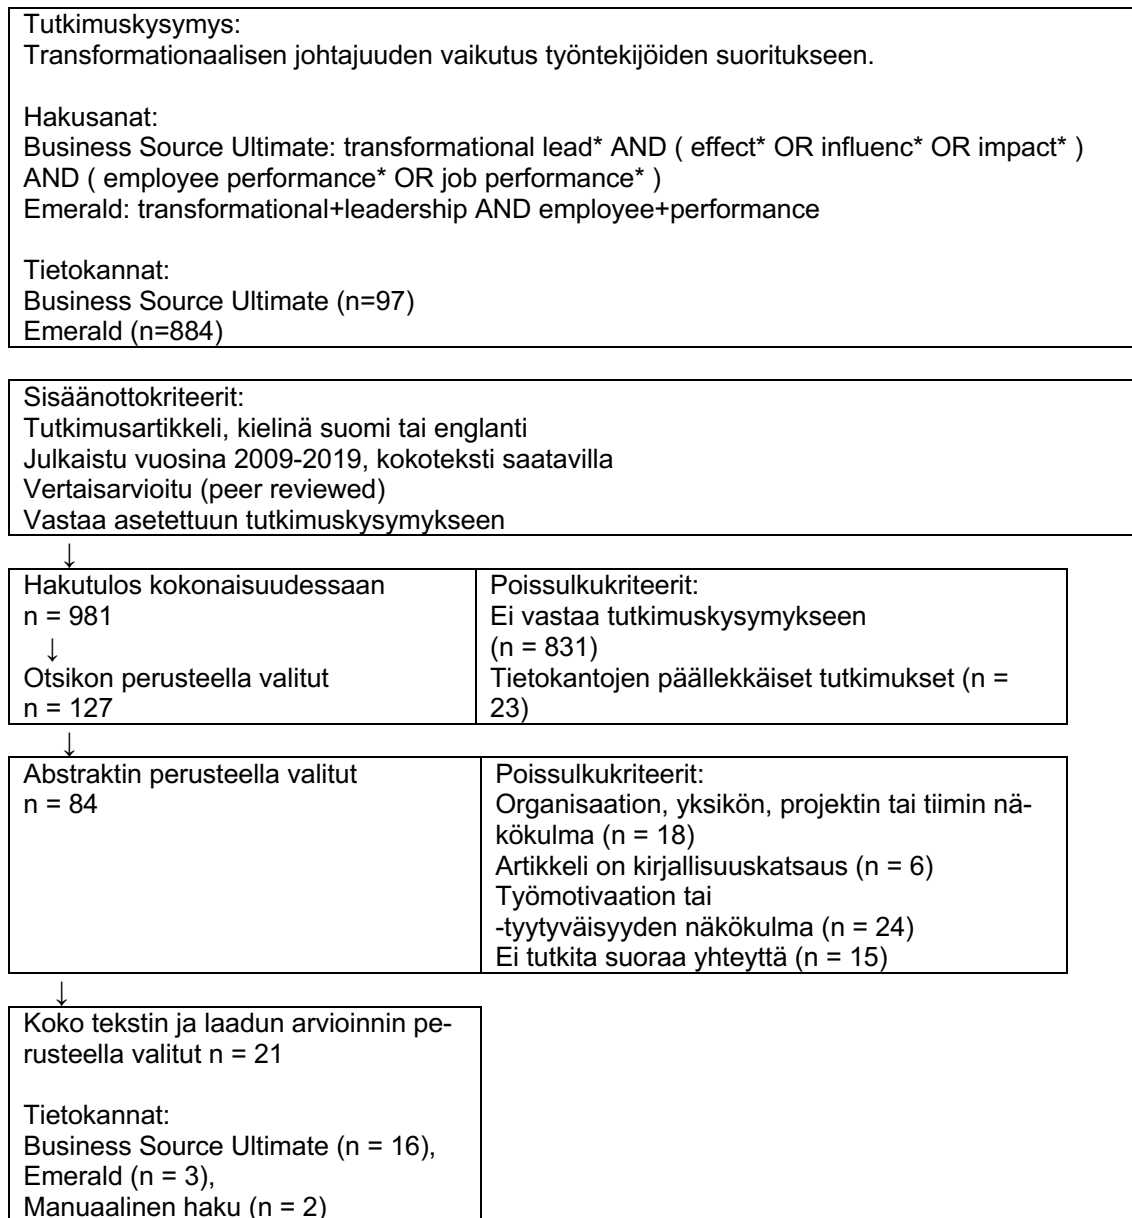 Tutkimuskysymys:
Transformationaalisen johtajuuden vaikutus työntekijöiden suoritukseen.
Hakusanat:
Business Source Ultimate: transformational lead* AND ( effect* OR influenc* OR impact* )
AND ( employee performance* OR job performance* )
Emerald: transformational+leadership AND employee+performance
Tietokannat:
Business Source Ultimate (n=97)
Emerald (n=884)
Sisäänottokriteerit:
Tutkimusartikkeli, kielinä suomi tai englanti
Julkaistu vuosina 2009-2019, kokoteksti saatavilla
Vertaisarvioitu (peer reviewed)
Vastaa asetettuun tutkimuskysymykseen
↓
Hakutulos kokonaisuudessaan
n = 981
↓
Otsikon perusteella valitut
n = 127
Poissulkukriteerit:
Ei vastaa tutkimuskysymykseen
(n = 831)
Tietokantojen päällekkäiset tutkimukset (n =
23)
↓
Abstraktin perusteella valitut
n = 84
Poissulkukriteerit:
Organisaation, yksikön, projektin tai tiimin nä-
kökulma (n = 18)
Artikkeli on kirjallisuuskatsaus (n = 6)
Työmotivaation tai
-tyytyväisyyden näkökulma (n = 24)
Ei tutkita suoraa yhteyttä (n = 15)
↓
Koko tekstin ja laadun arvioinnin pe-
rusteella valitut n = 21
Tietokannat:
Business Source Ultimate (n = 16),
Emerald (n = 3),
Manuaalinen haku (n = 2)